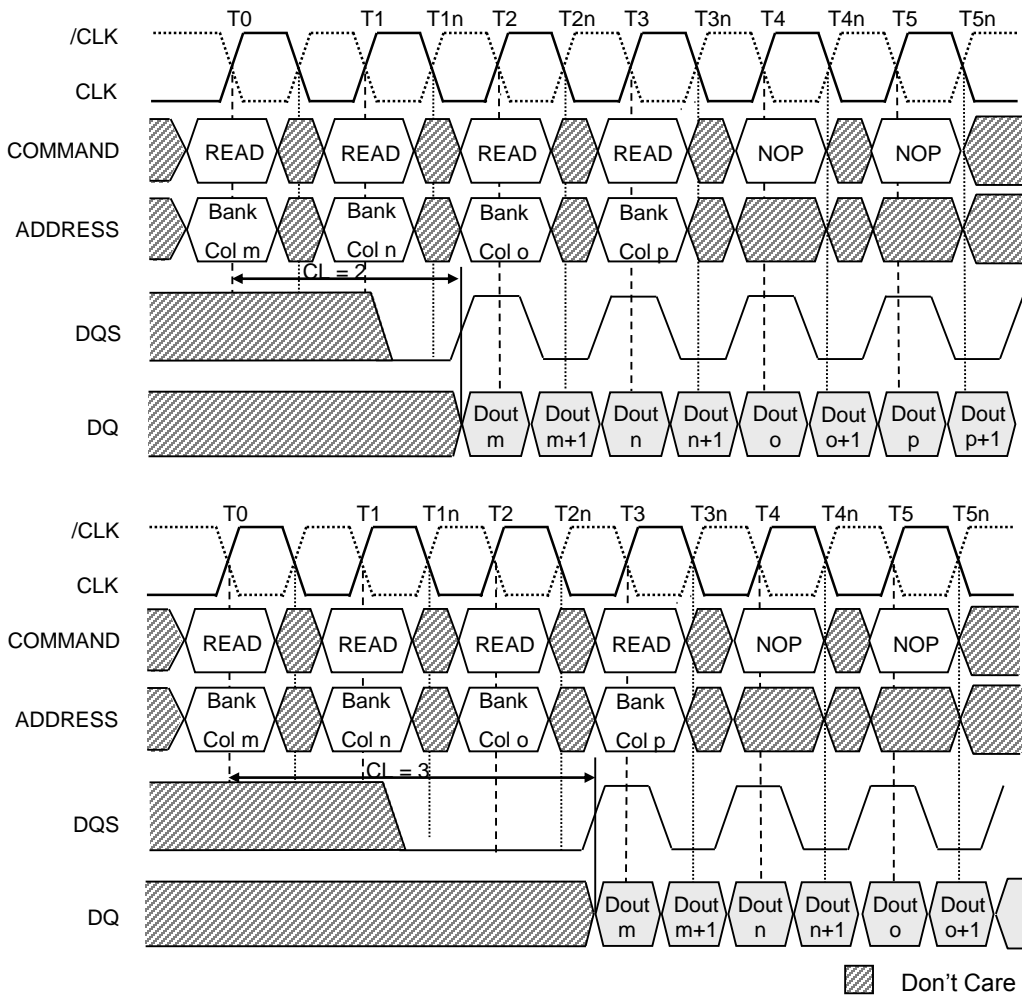 T0 T1 T1n T2 T2n T3 T3n T4 T4n T5 T5n
/CLK
CLK
COMMAND READ READ READ READ NOP NOP
ADDRESS Bank Bank Bank Bank
Col m Col n Col o Col p
CL = 2
DQS
DQ Dout Dout Dout Dout Dout Dout Dout Dout
m m+1 n n+1 o o+1 p p+1
T0 T1 T1n T2 T2n T3 T3n T4 T4n T5 T5n
/CLK
CLK
COMMAND READ READ READ READ NOP NOP
ADDRESS Bank Bank Bank Bank
Col m Col n Col o Col p
CL = 3
DQS
DQ Dout Dout Dout Dout Dout Dout
m m+1 n n+1 o o+1
Don't Care